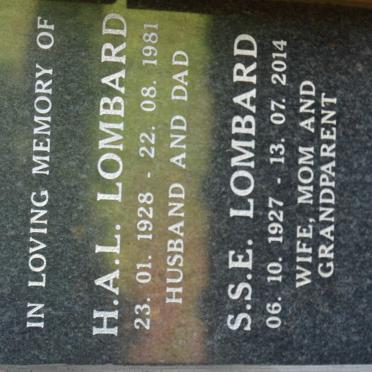 IN LOVING MEMORY OF
H.A.L. LOMBARD
23. 01. 1928 - 22. 08. 1981
HUSBAND AND DAD
S.S.E. LOMBARD
06. 10. 1927 - 13. 07. 2014
WIFE, MOM AND
GRANDPARENT